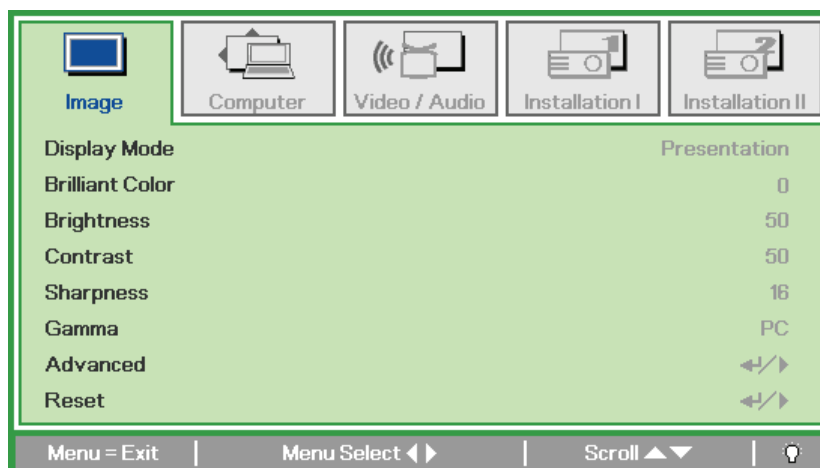 Image Computer Video / Audio Installation I Installation II
Display Mode Presentation
Brilliant Color 0
Brightness 50
Contrast 50
Sharpness 16
Gamma PC
Advanced
Reset
Menu = Exit | Menu Select | Scroll |